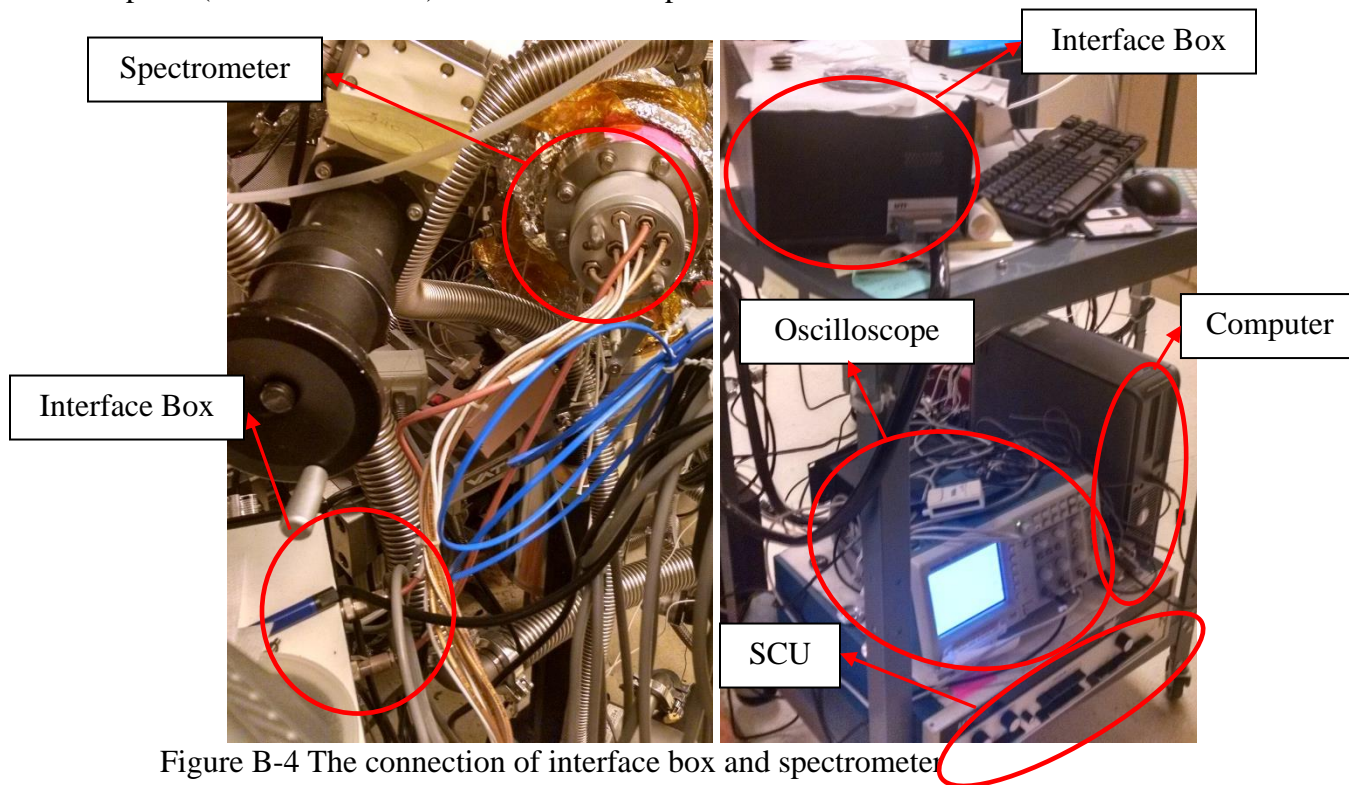 Spectrometer
Interface Box
Interface Box
Oscilloscope
Computer
SCU
Figure B-4 The connection of interface box and spectrometer